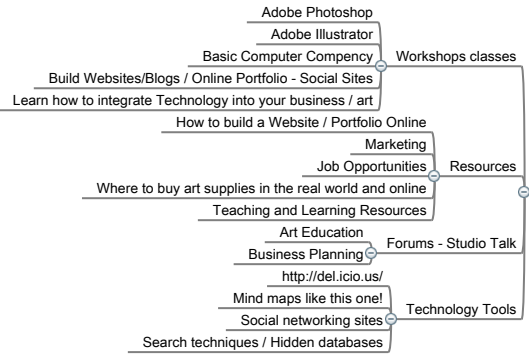 Adobe Photoshop
Adobe Illustrator
Basic Computer Compency
Build Websites/Blogs / Online Portfolio - Social Sites
Learn how to integrate Technology into your business / art
Workshops classes
How to build a Website / Portfolio Online
Marketing
Job Opportunities
Where to buy art supplies in the real world and online
Teaching and Learning Resources
Resources
Art Education
Business Planning
Forums - Studio Talk
http://del.icio.us/
Mind maps like this one!
Social networking sites
Search techniques / Hidden databases
Technology Tools